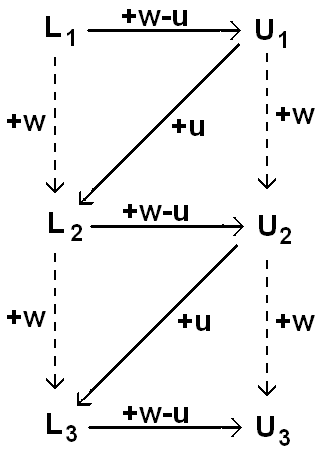 L₁ +w-u U₁
+w +u +w
L₂ +w-u U₂
+w +u +w
L₃ +w-u U₃